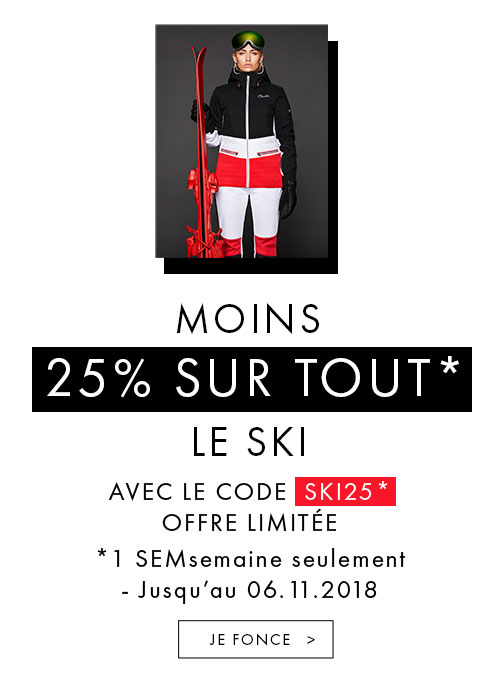 MOINS
25% SUR TOUT*
LE SKI
AVEC LE CODE SKI25*
OFFRE LIMITÉE
*1 SEMsemaine seulement
- Jusqu'au 06.11.2018
JE FONCE >